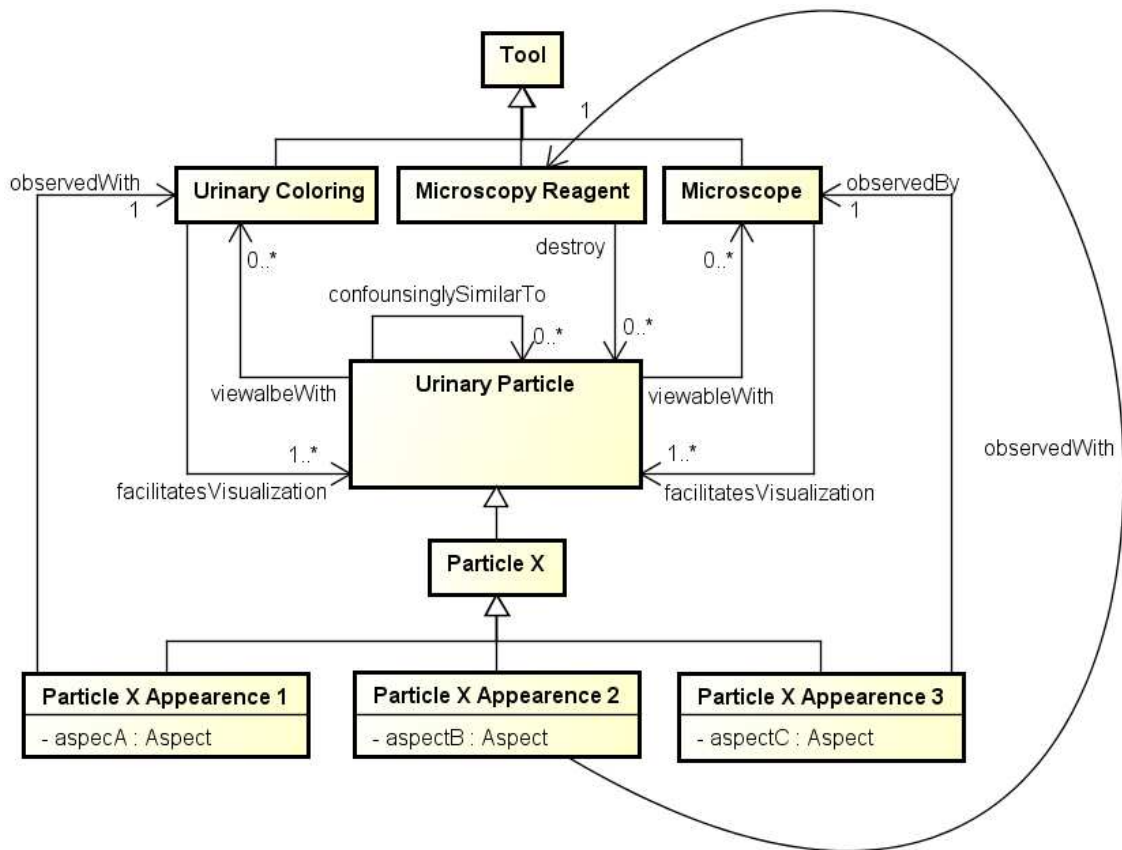 Tool
1
observedWith
1
Urinary Coloring
Microscopy Reagent
Microscope
observedBy
1
0..*
destroy
0..*
confounsinglySimilarTo
0..*
0..*
Urinary Particle
viewalbeWith
viewableWith
observedWith
1..*
1..*
facilitatesVisualization
facilitatesVisualization
Particle X
Particle X Appearence 1
- aspecA : Aspect
Particle X Appearence 2
- aspectB : Aspect
Particle X Appearence 3
- aspectC : Aspect